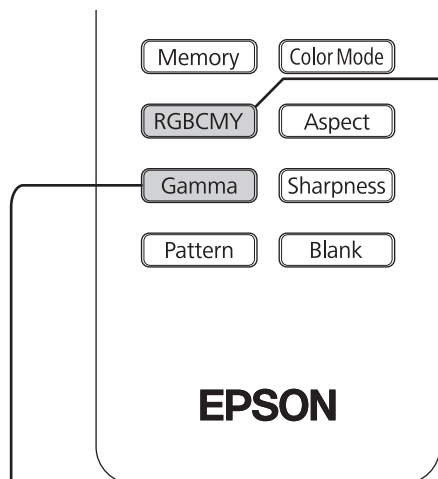 Memory Color Mode
RGBCMY Aspect
Gamma Sharpness
Pattern Blank
EPSON